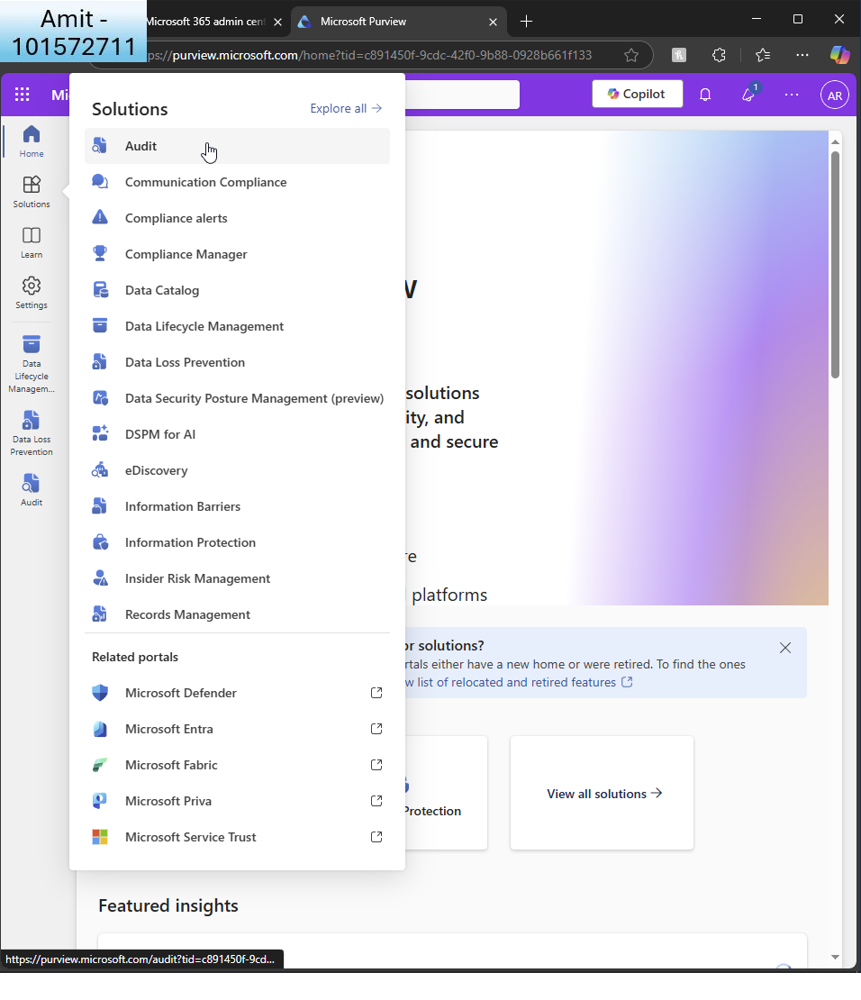 Amit -
101572711
Microsoft 365 admin cent
Microsoft Purview
ps://purview.microsoft.com/home?tid=c891450f-9cdc-42f0-9b88-0928b661f133
Mi
Copilot
1
AR
Home
Solutions
Learn
Settings
Data
Lifecycle
Managem...
Data Loss
Prevention
Audit
Solutions
Explore all →
Audit
Communication Compliance
Compliance alerts
Compliance Manager
Data Catalog
Data Lifecycle Management
Data Loss Prevention
Data Security Posture Management (preview)
DSPM for AI
eDiscovery
Information Barriers
Information Protection
Insider Risk Management
Records Management
Related portals
Microsoft Defender
Microsoft Entra
Microsoft Fabric
Microsoft Priva
Microsoft Service Trust
w
solutions
ity, and
and secure
re
platforms
or solutions?
rtals either have a new home or were retired. To find the ones
w list of relocated and retired features
Protection
View all solutions →
Featured insights
https://purview.microsoft.com/audit?tid=c891450f-9cd...